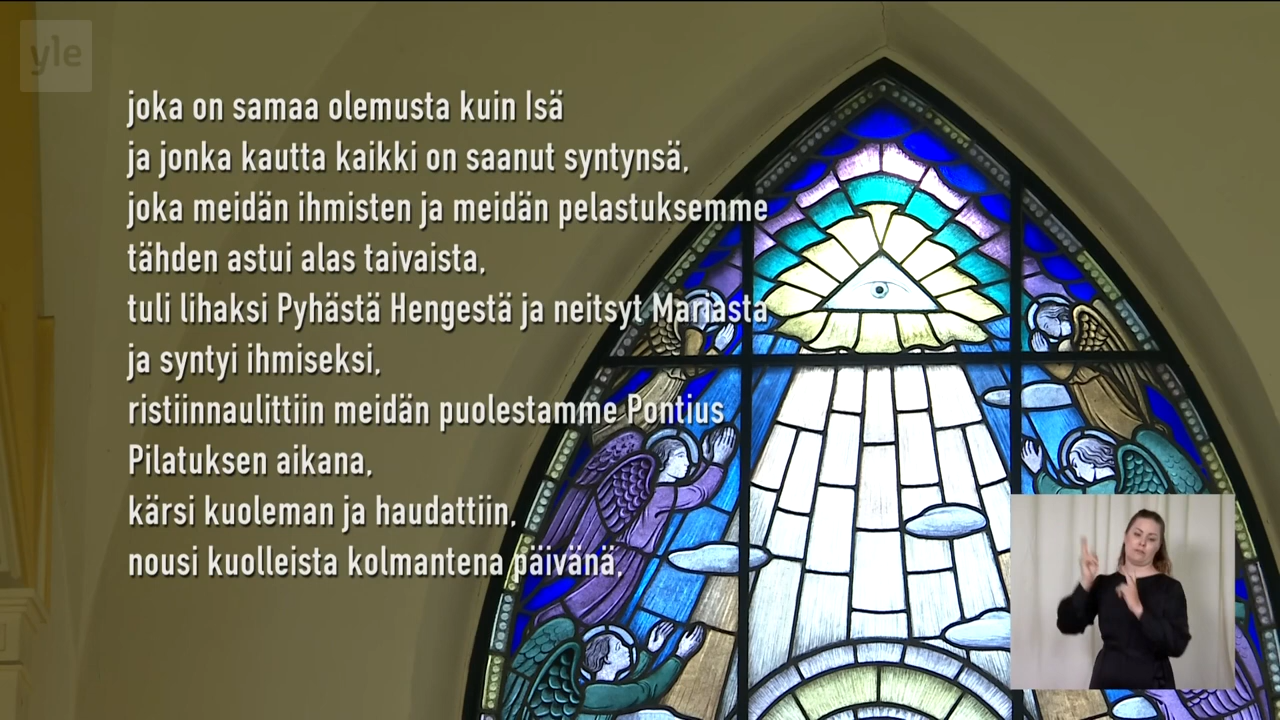 yle
joka on samaa olemusta kuin Isä
ja jonka kautta kaikki on saanut syntynsä,
joka meidän ihmisten ja meidän pelastuksemme
tähden astui alas taivaista,
tuli lihaksi Pyhästä Hengestä ja neitsyt Mariasta
ja syntyi ihmiseksi,
ristiinnaulittiin meidän puolestamme Pontius
Pilatuksen aikana,
kärsi kuoleman ja haudattiin,
nousi kuolleista kolmantena päivänä,